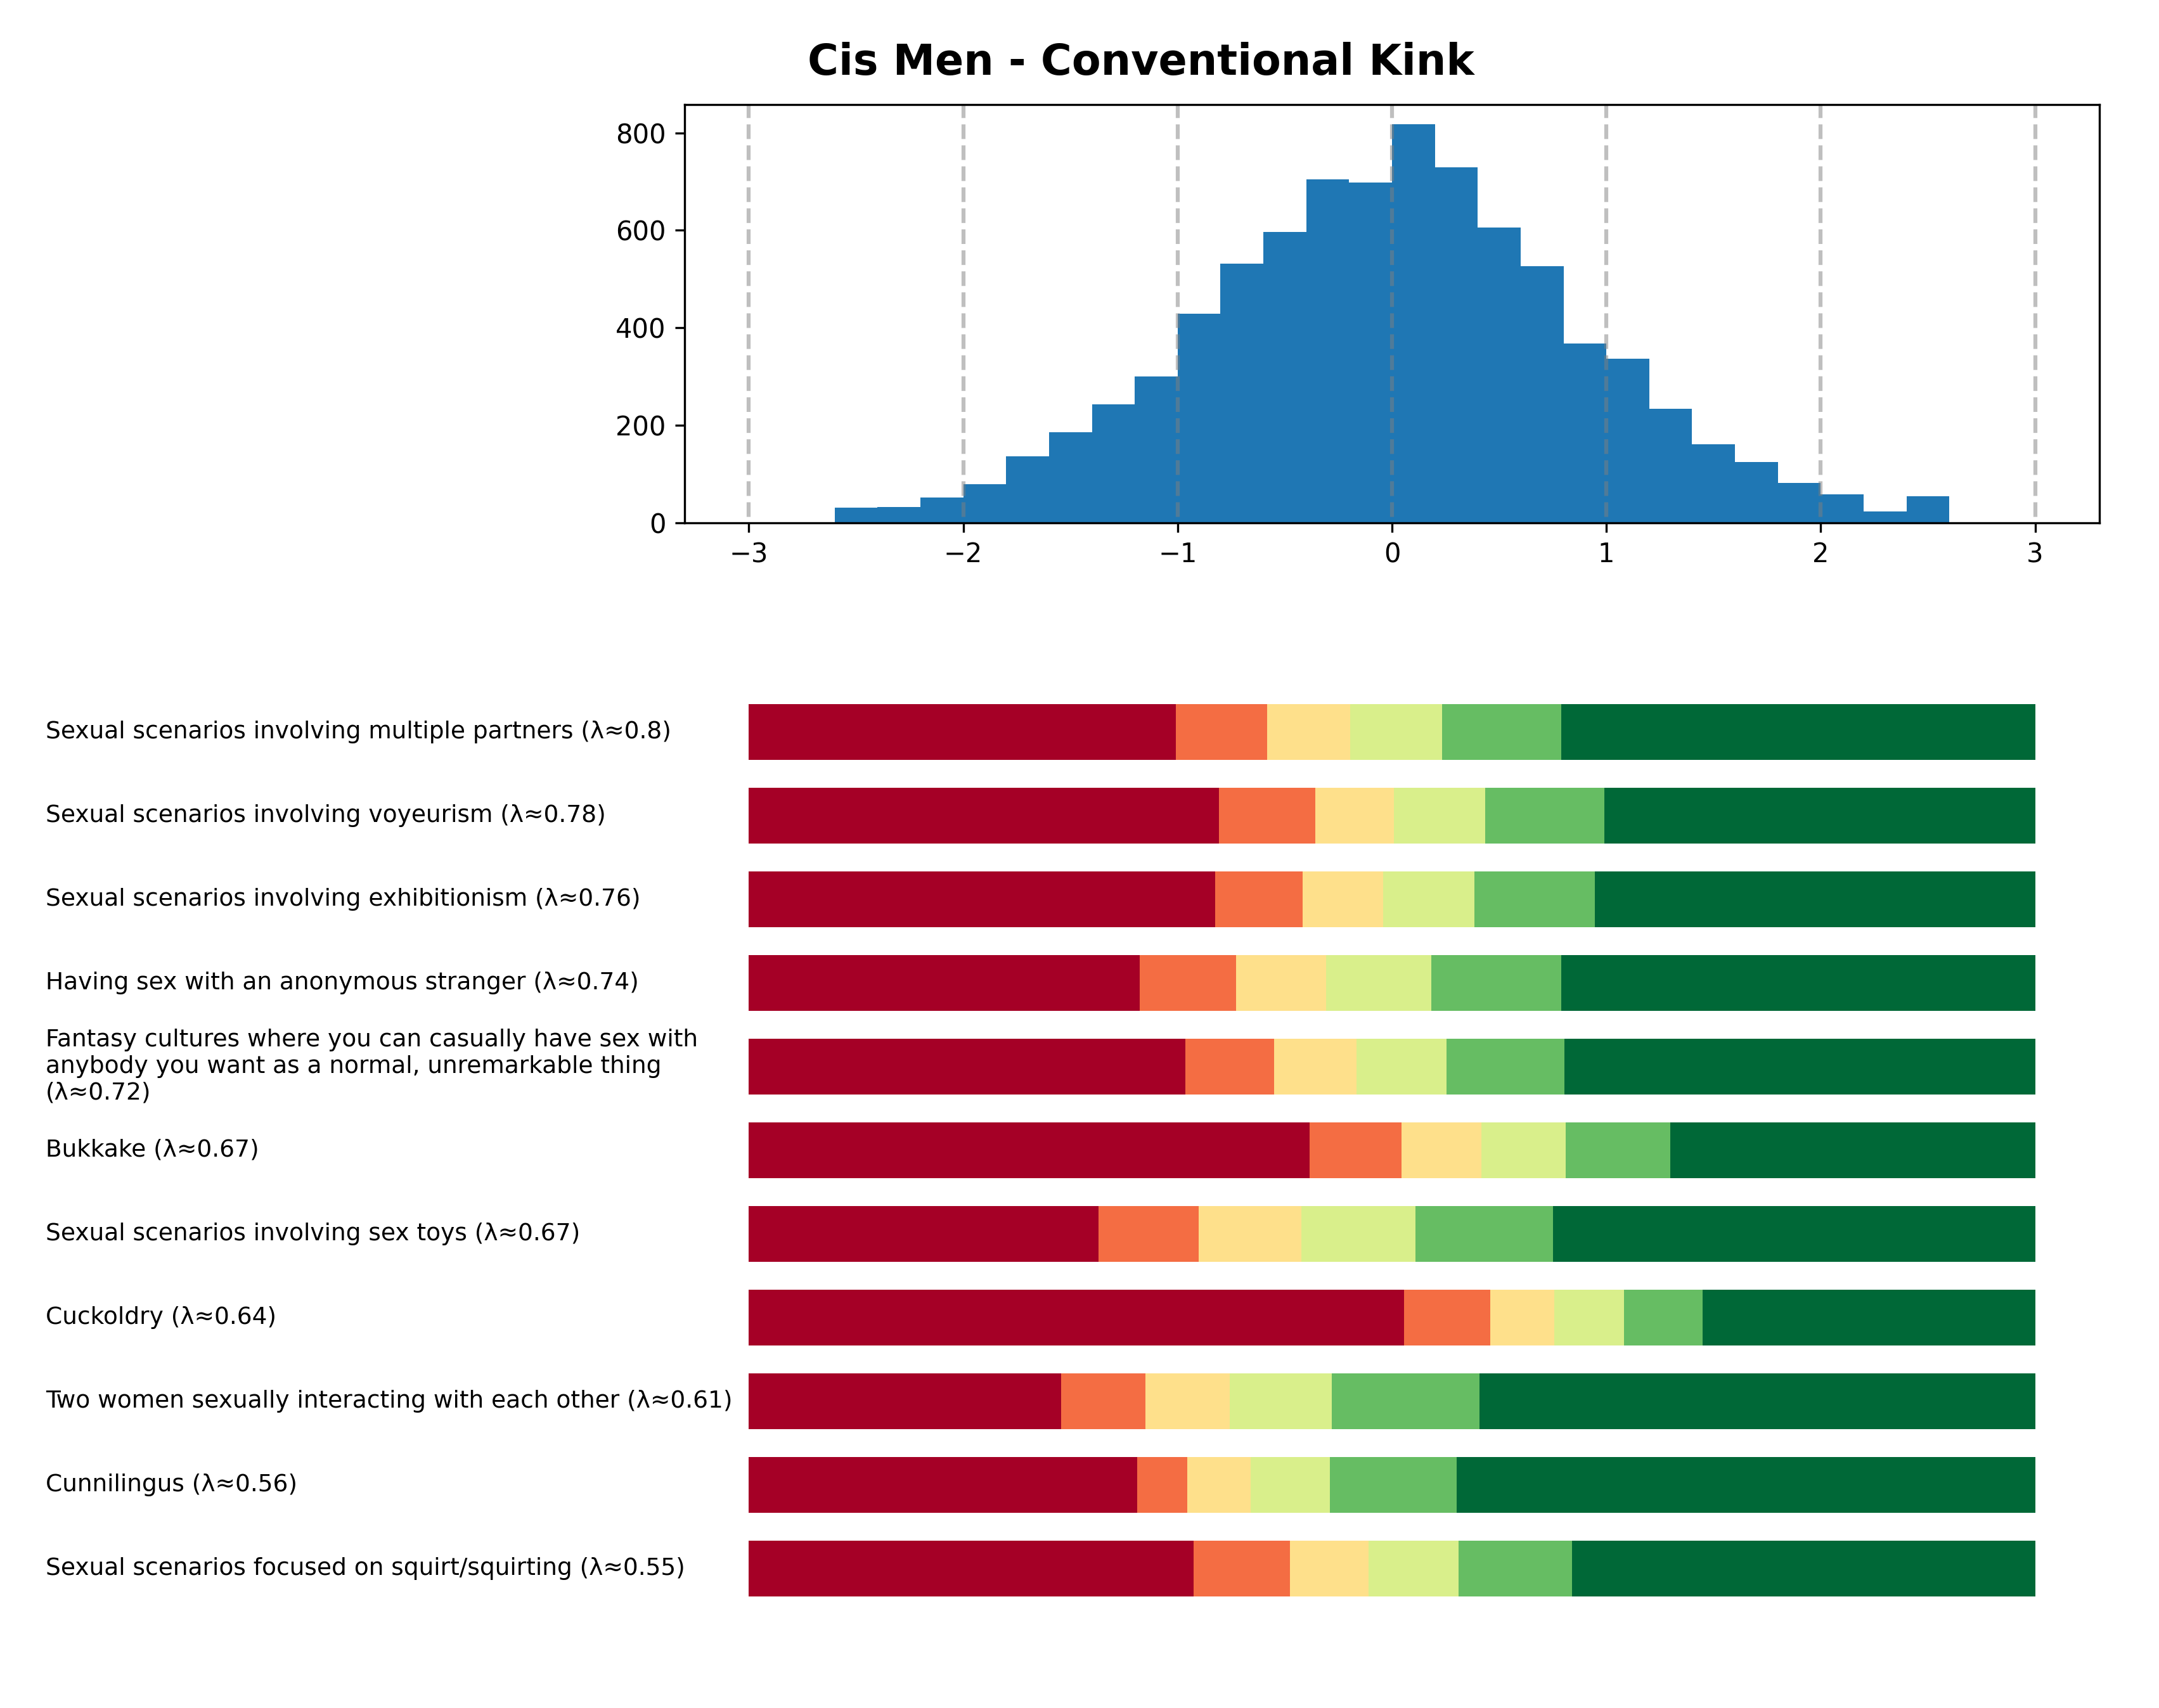 Cis Men - Conventional Kink
800
600
400
200
0
−3 −2 −1 0 1 2 3
Sexual scenarios involving multiple partners (λ≈0.8)
Sexual scenarios involving voyeurism (λ≈0.78)
Sexual scenarios involving exhibitionism (λ≈0.76)
Having sex with an anonymous stranger (λ≈0.74)
Fantasy cultures where you can casually have sex with
anybody you want as a normal, unremarkable thing
(λ≈0.72)
Bukkake (λ≈0.67)
Sexual scenarios involving sex toys (λ≈0.67)
Cuckoldry (λ≈0.64)
Two women sexually interacting with each other (λ≈0.61)
Cunnilingus (λ≈0.56)
Sexual scenarios focused on squirt/squirting (λ≈0.55)